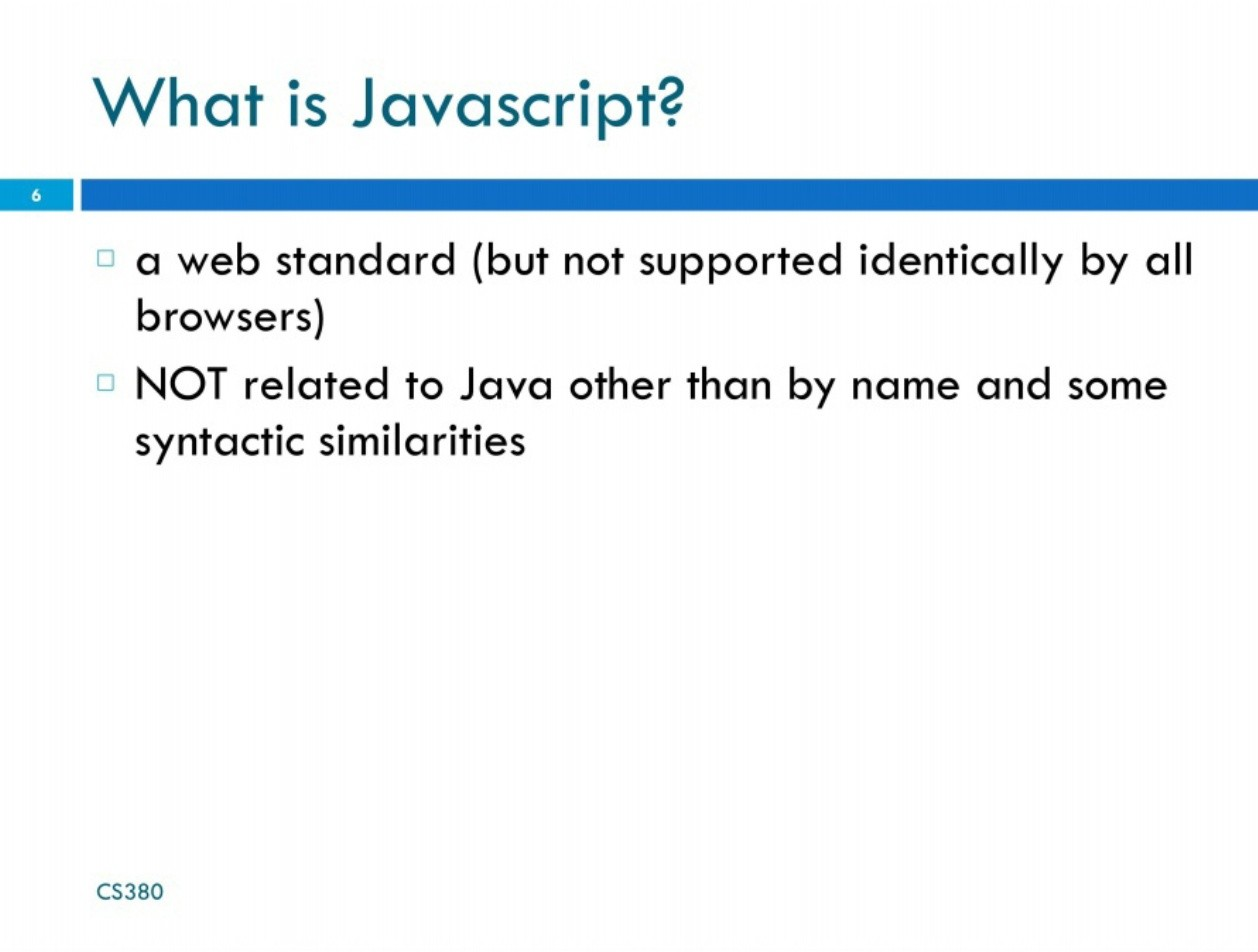 What is Javascript?
6
a web standard (but not supported identically by all
browsers)
NOT related to Java other than by name and some
syntactic similarities
CS380